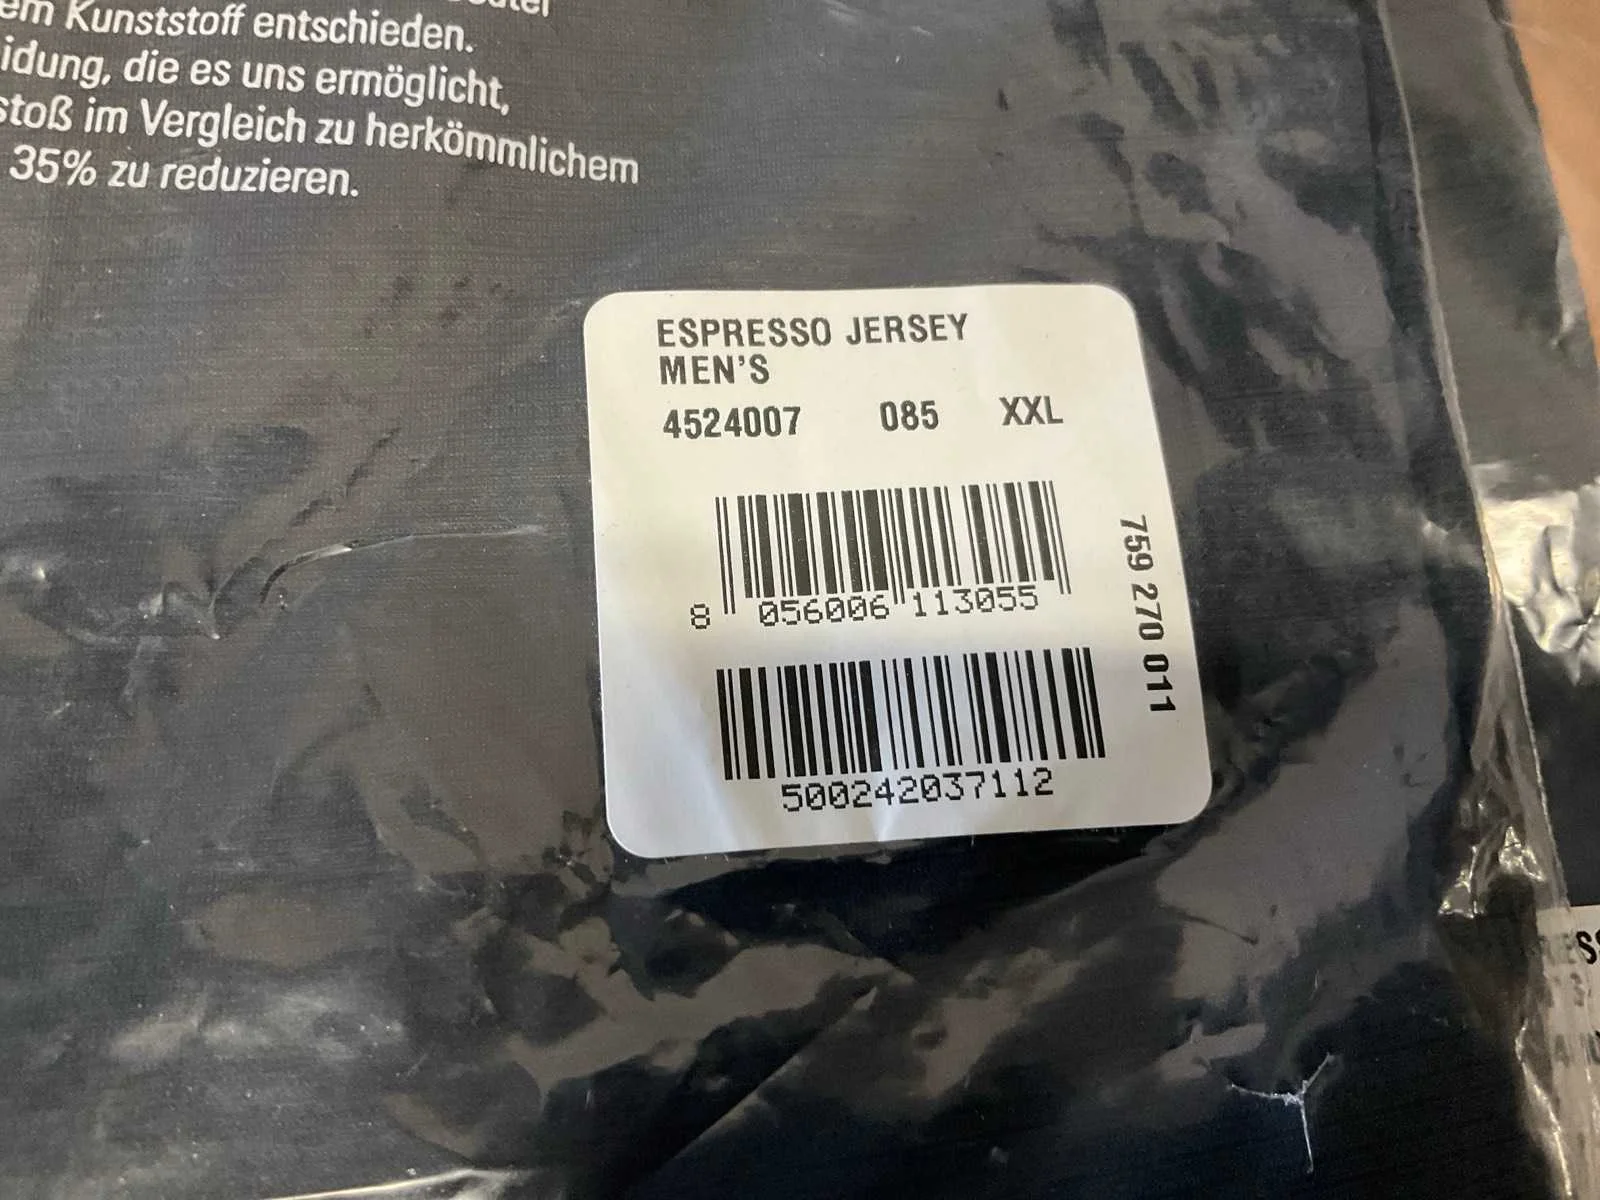 em Kunststoff entschieden.
idung, die es uns ermöglicht,
stoß im Vergleich zu herkömmlichem
35% zu reduzieren.
ESPRESSO JERSEY
MEN'S
4524007 085 XXL
8 056006 113055
759 270 011
500242037112